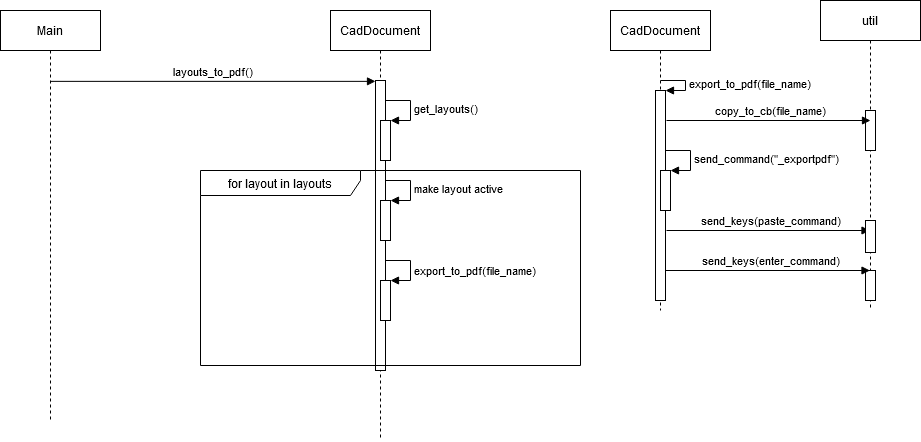 Main
CadDocument
CadDocument
util
layouts_to_pdf()
export_to_pdf(file_name)
get_layouts()
copy_to_cb(file_name)
send_command("_exportpdf")
for layout in layouts
make layout active
send_keys(paste_command)
export_to_pdf(file_name)
send_keys(enter_command)